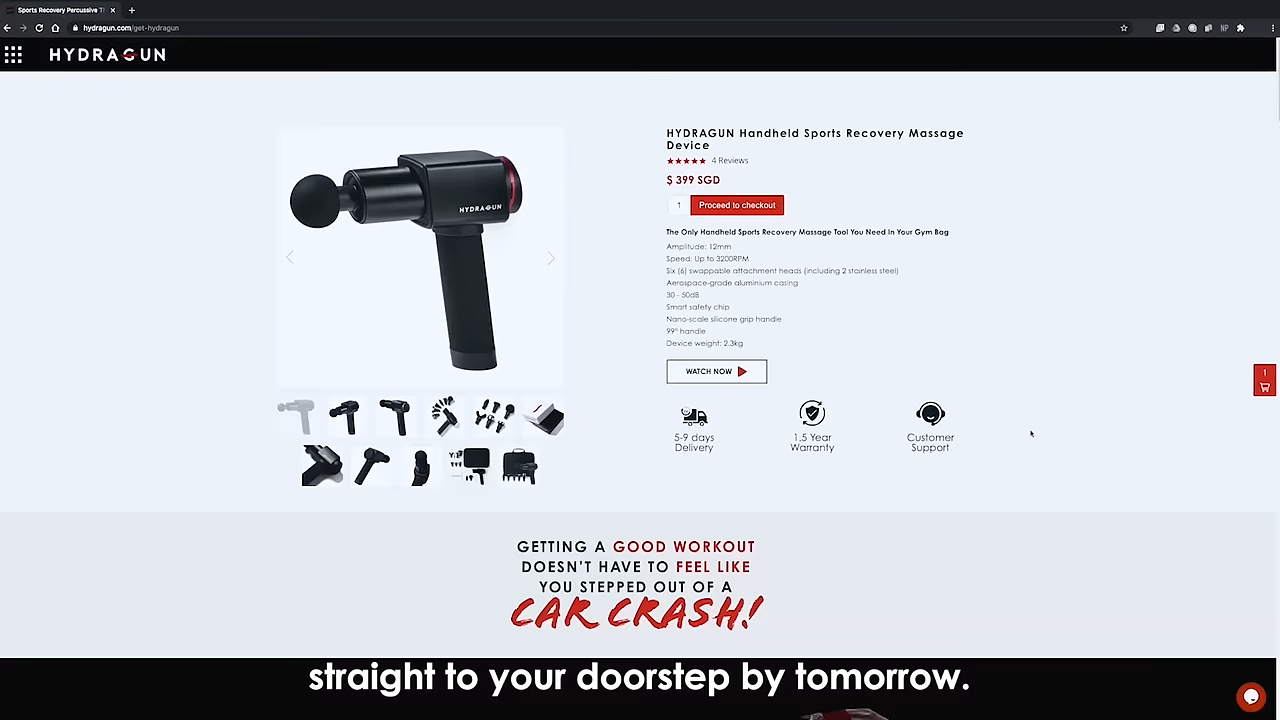 Sports Recovery Percussive Th
hydragun.com/get-hydragun
NP
HYDRAGUN
HYDRAGUN Handheld Sports Recovery Massage
Device
4 Reviews
$ 399 SGD
1 Proceed to checkout
HYDRAGUN
The Only Handheld Sports Recovery Massage Tool You Need In Your Gym Bag
Amplitude: 12mm
Speed: Up to 3200RPM
Six (6) swappable attachment heads (including 2 stainless steel)
Aerospace-grade aluminium casing
30 - 50dB
Smart safety chip
Nano-scale silicone grip handle
99° handle
Device weight: 2.3kg
WATCH NOW
1
5-9 days
Delivery
1.5 Year
Warranty
Customer
Support
GETTING A GOOD WORKOUT
DOESN'T HAVE TO FEEL LIKE
YOU STEPPED OUT OF A
CAR CRASH!
straight to your doorstep by tomorrow.